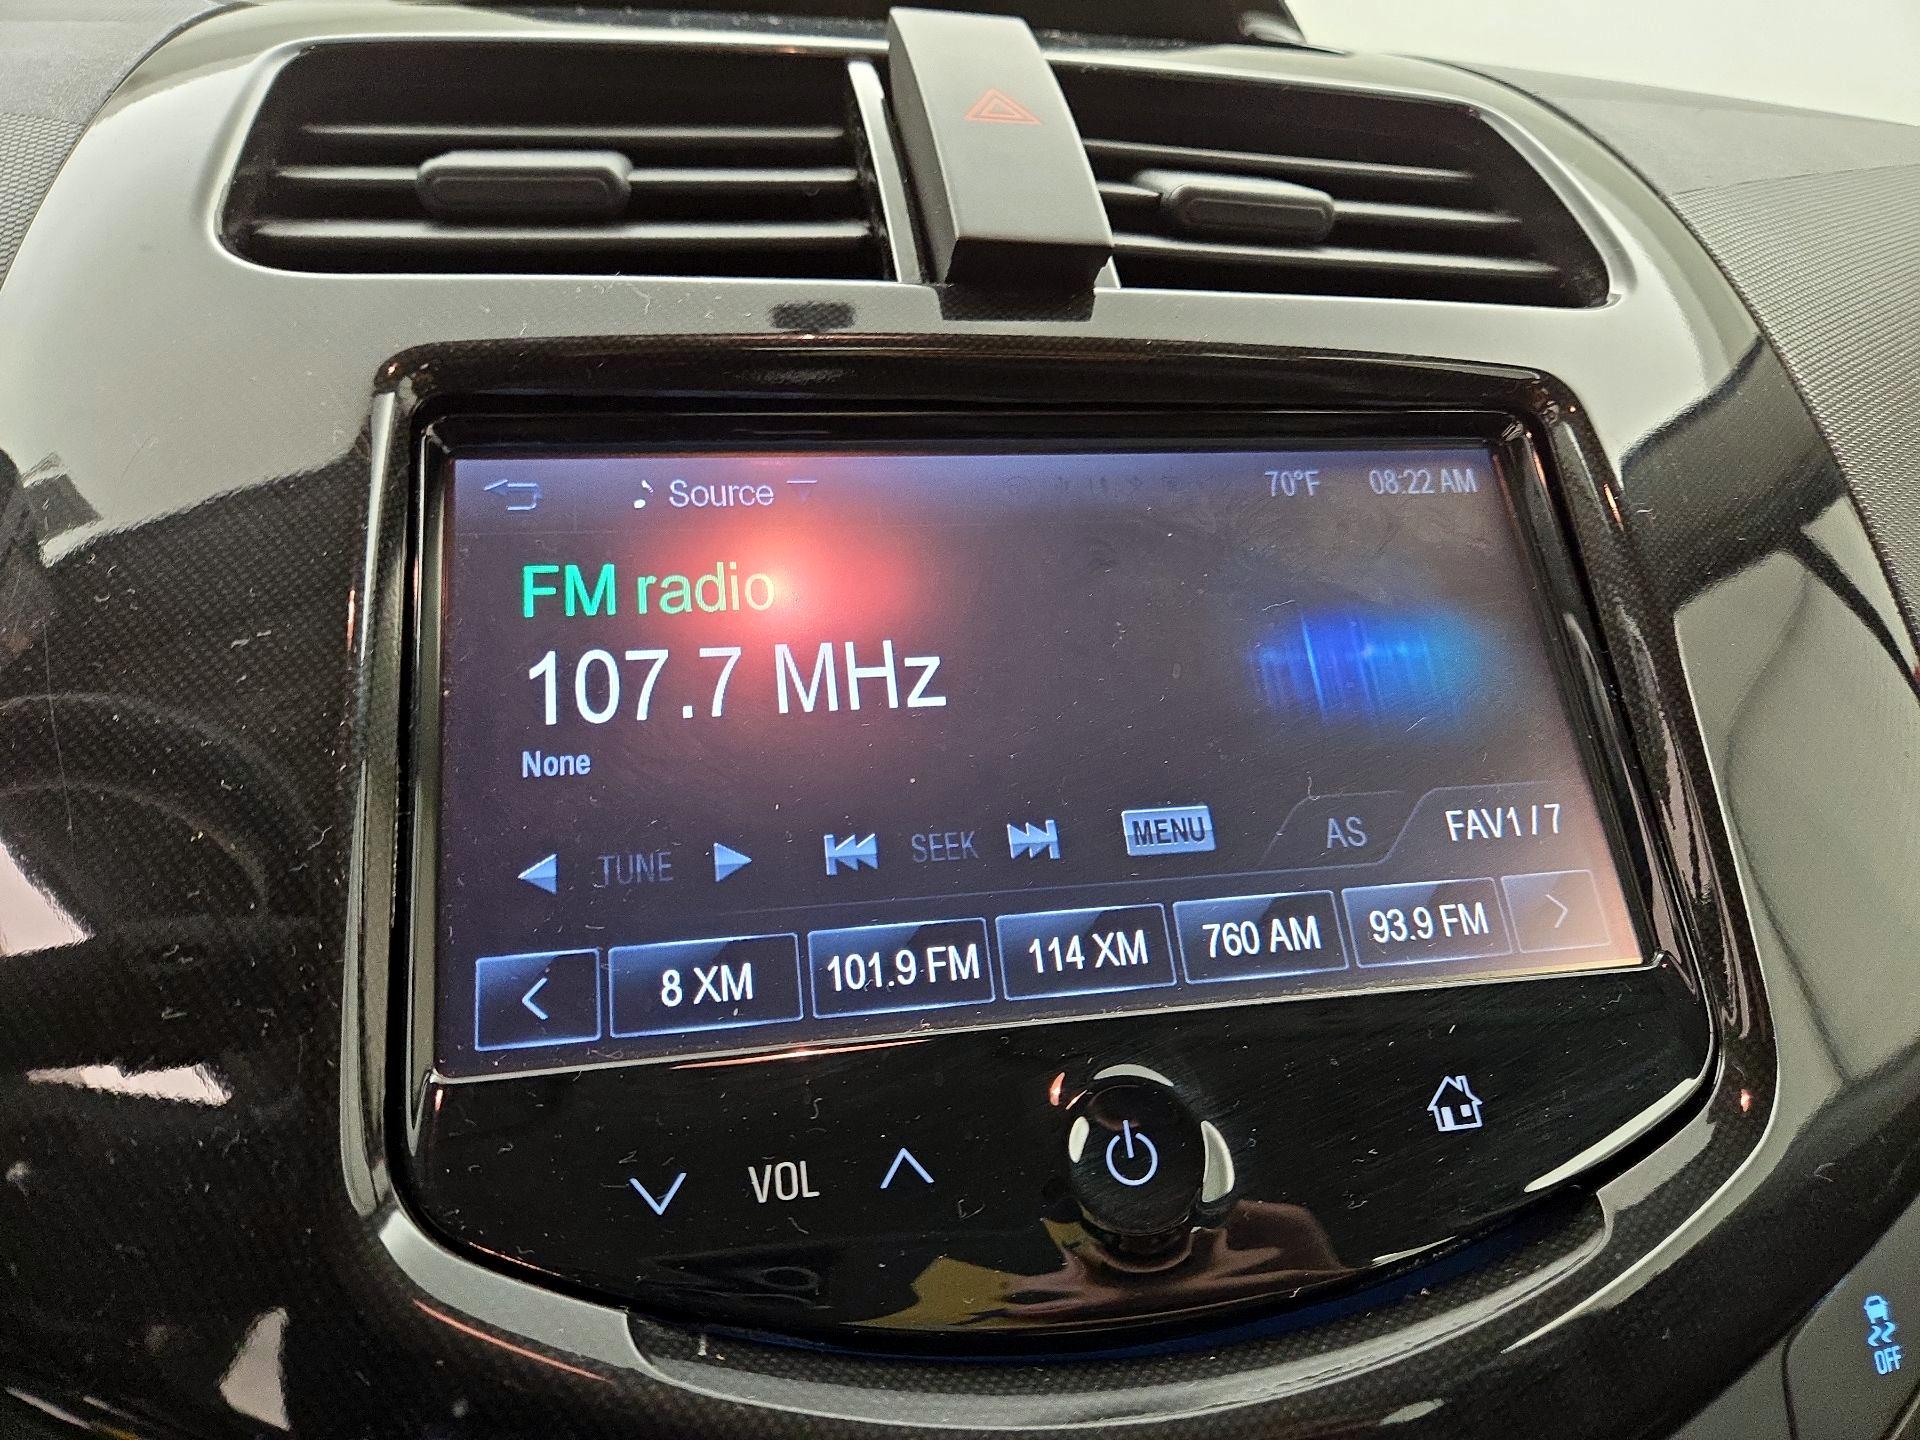 Source 70°F 08:22 AM
FM radio
107.7 MHz
None
TUNE SEEK MENU AS FAV1 / 7
< 8 XM 101.9 FM 114 XM 760 AM 93.9 FM >
VOL
OFF